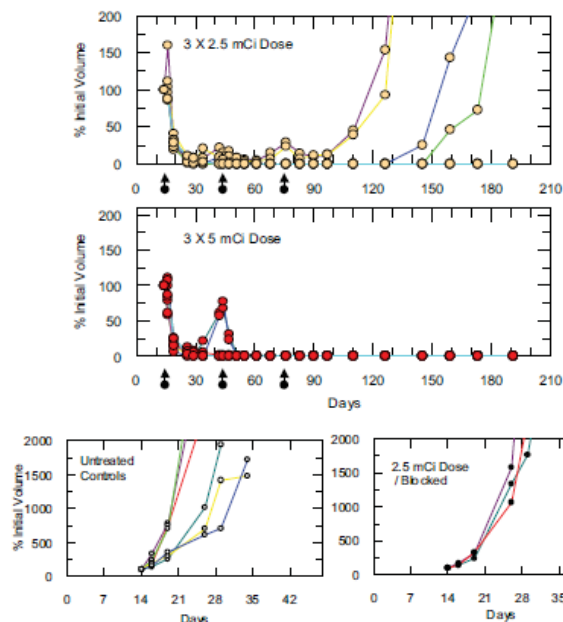 200
3 X 2.5 mCi Dose
150
100
50
0
% Initial Volume
0 30 60 90 120 150 180 210
200
3 X 5 mCi Dose
150
100
50
0
% Initial Volume
0 30 60 90 120 150 180 210
Days
2000
Untreated
Controls
1500
1000
500
0
% Initial Volume
0 7 14 21 28 35 42
Days
2000
2.5 mCi Dose
/ Blocked
1500
1000
500
0
0 7 14 21 28 35
Days